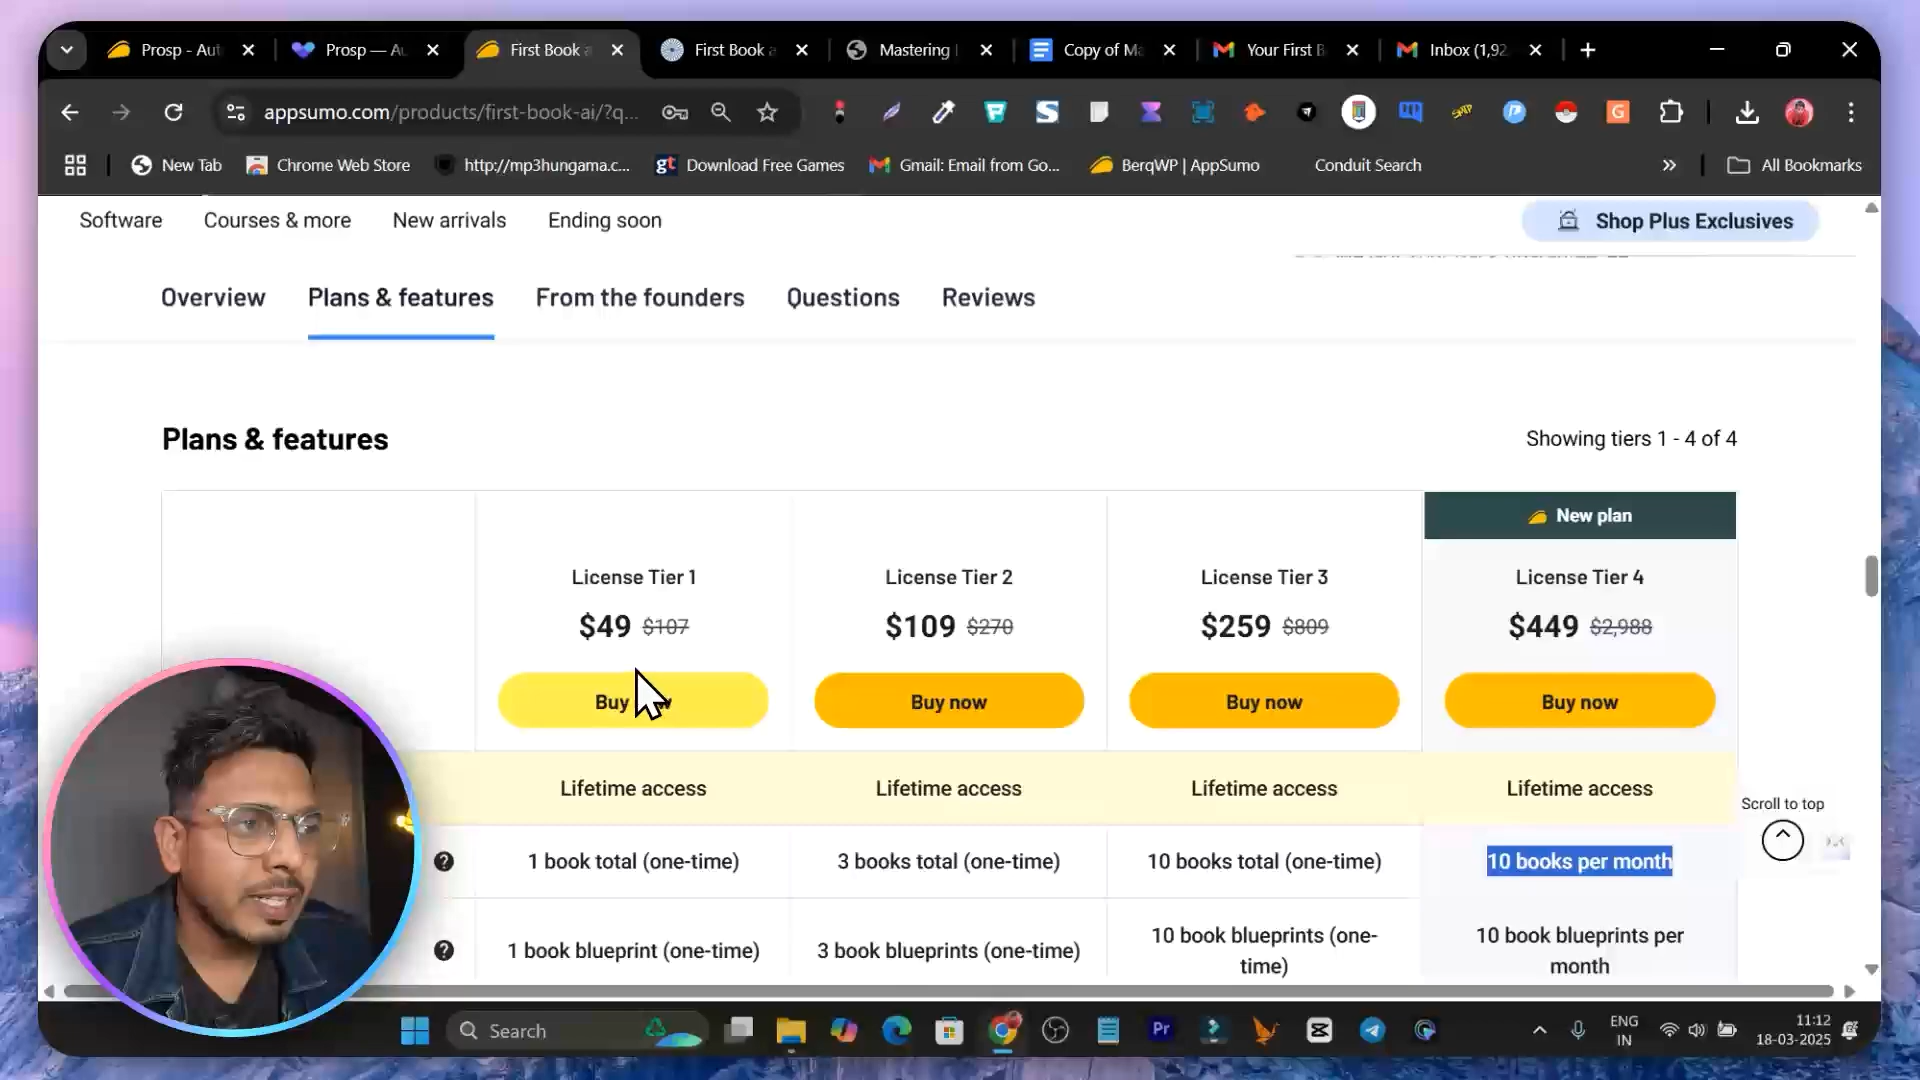 Prosp - Aut
Prosp — Au
First Book a
First Book a
Mastering
Copy of Ma
Your First B
Inbox (1,92
appsumo.com/products/first-book-ai/?q...
New Tab
Chrome Web Store
http://mp3hungama.c...
Download Free Games
Gmail: Email from Go...
BerqWP | AppSumo
Conduit Search
All Bookmarks
Software
Courses & more
New arrivals
Ending soon
Shop Plus Exclusives
Overview
Plans & features
From the founders
Questions
Reviews
Plans & features
Showing tiers 1 - 4 of 4
New plan
License Tier 1
License Tier 2
License Tier 3
License Tier 4
$49 $107
$109 $270
$259 $809
$449 $2,988
Buy now
Buy now
Buy now
Buy now
Lifetime access
Lifetime access
Lifetime access
Lifetime access
Scroll to top
1 book total (one-time)
3 books total (one-time)
10 books total (one-time)
10 books per month
1 book blueprint (one-time)
3 book blueprints (one-time)
10 book blueprints (one-
time)
10 book blueprints per
month
Search
Pr
ENG
IN
11:12
18-03-2025